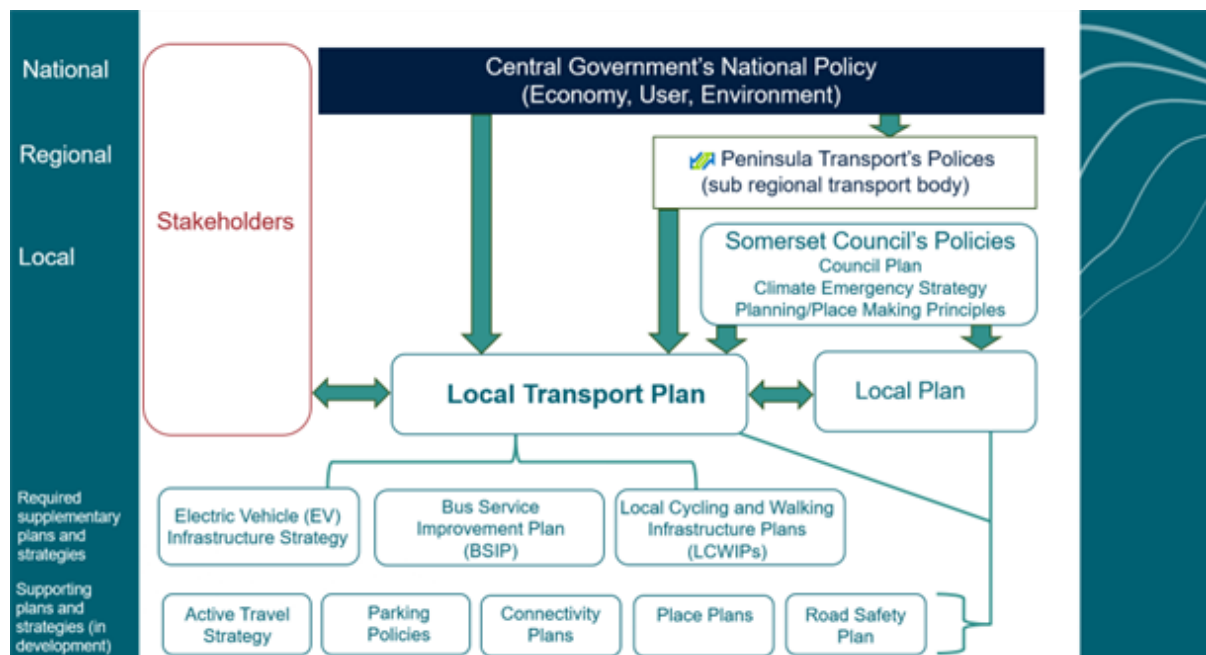 National
Central Government's National Policy
(Economy, User, Environment)
Regional
Peninsula Transport's Polices
(sub regional transport body)
Stakeholders
Local
Somerset Council's Policies
Council Plan
Climate Emergency Strategy
Planning/Place Making Principles
Local Transport Plan
Local Plan
Required
supplementary
plans and
strategies
Electric Vehicle (EV)
Infrastructure Strategy
Bus Service
Improvement Plan
(BSIP)
Local Cycling and Walking
Infrastructure Plans
(LCWIPs)
Supporting
plans and
strategies (in
development)
Active Travel
Strategy
Parking
Policies
Connectivity
Plans
Place Plans
Road Safety
Plan